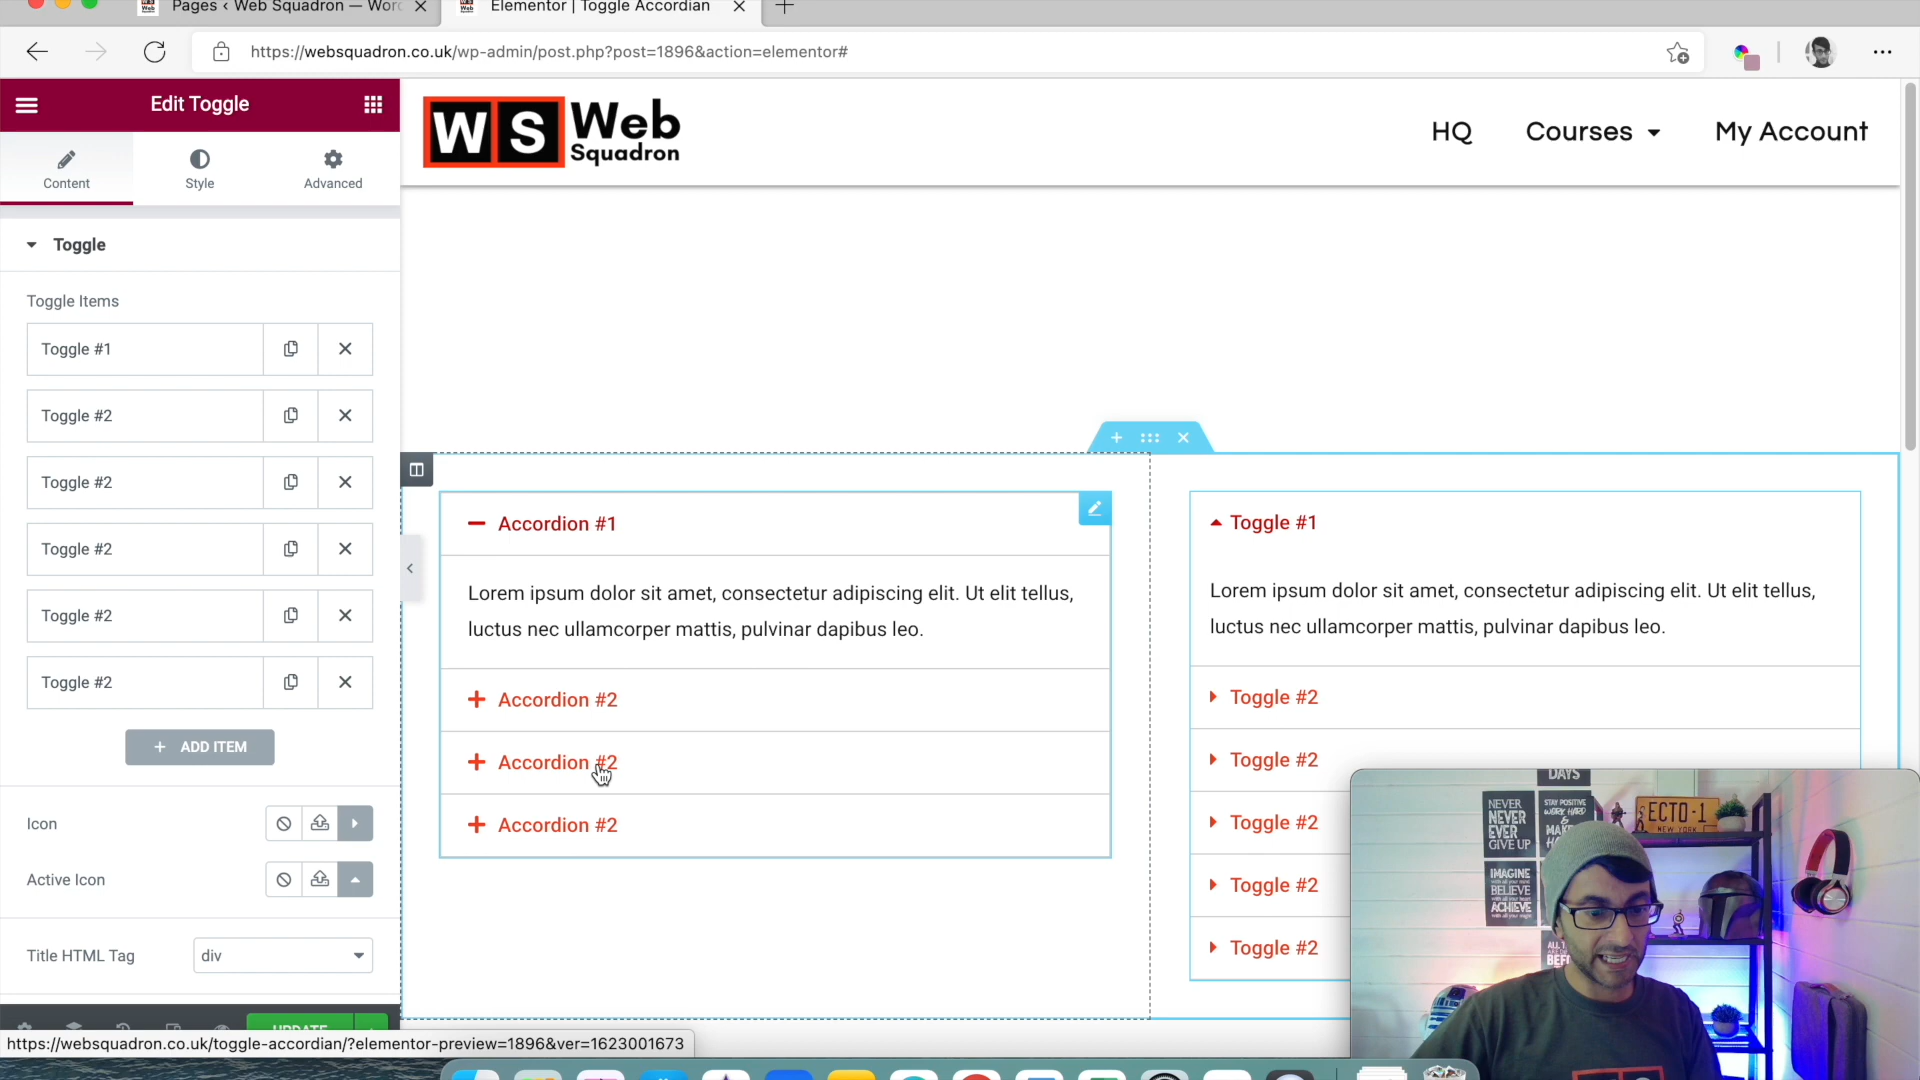 Pages ‹ Web Squadron — Word
Elementor | Toggle Accordian
https://websquadron.co.uk/wp-admin/post.php?post=1896&action=elementor#
Edit Toggle
Content
Style
Advanced
Toggle
Toggle Items
Toggle #1
Toggle #2
Toggle #2
Toggle #2
Toggle #2
Toggle #2
ADD ITEM
Icon
Active Icon
Title HTML Tag
div
UPDATE
https://websquadron.co.uk/toggle-accordian/?elementor-preview=1896&ver=1623001673
WS Web
Squadron
HQ
Courses
My Account
Accordion #1
Lorem ipsum dolor sit amet, consectetur adipiscing elit. Ut elit tellus,
luctus nec ullamcorper mattis, pulvinar dapibus leo.
Accordion #2
Accordion #2
Accordion #2
Toggle #1
Lorem ipsum dolor sit amet, consectetur adipiscing elit. Ut elit tellus,
luctus nec ullamcorper mattis, pulvinar dapibus leo.
Toggle #2
Toggle #2
Toggle #2
Toggle #2
Toggle #2
DAYS
NEVER
NEVER
EVER
GIVE UP
STAY POSITIVE
WORK HARD
&
ECTO-1
NEW YORK
IMAGINE
BELIEVE
ACHIEVE